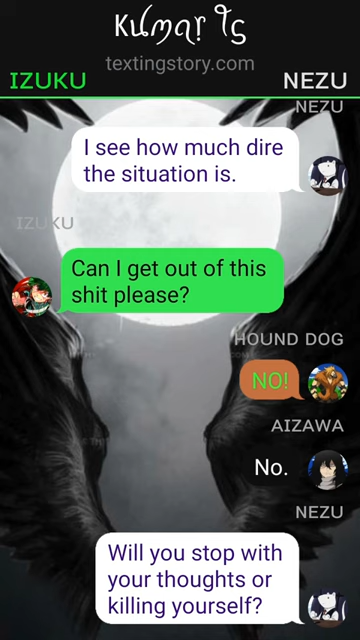 Kumar Ts
textingstory.com
IZUKU
NEZU
NEZU
I see how much dire
the situation is.
IZUKU
Can I get out of this
shit please?
HOUND DOG
NO!
AIZAWA
No.
NEZU
Will you stop with
your thoughts or
killing yourself?